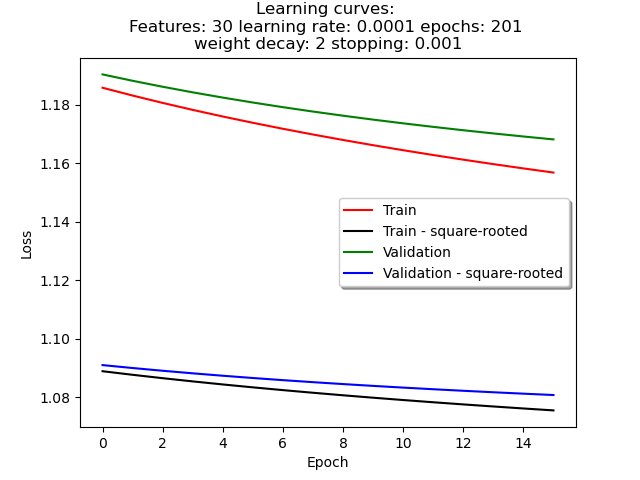 Learning curves:
Features: 30 learning rate: 0.0001 epochs: 201
weight decay: 2 stopping: 0.001
1.18
1.16
1.14
1.12
1.10
1.08
Loss
Train
Train - square-rooted
Validation
Validation - square-rooted
0 2 4 6 8 10 12 14
Epoch